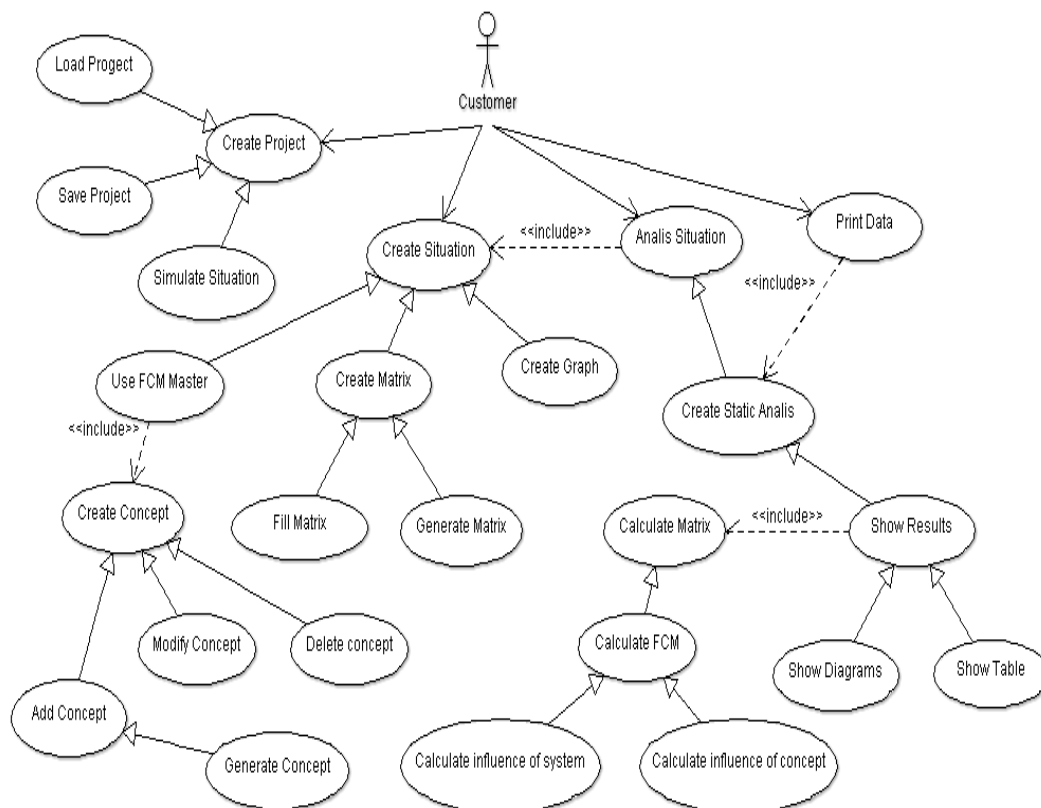 Load Progect
Customer
Create Project
Save Project
Simulate Situation
Create Situation
<<include>>
Analis Situation
Print Data
<<include>>
Use FCM Master
Create Matrix
Create Graph
Create Static Analis
<<include>>
Create Concept
Fill Matrix
Generate Matrix
Calculate Matrix
<<include>>
Show Results
Modify Concept
Delete concept
Calculate FCM
Show Diagrams
Show Table
Add Concept
Generate Concept
Calculate influence of system
Calculate influence of concept